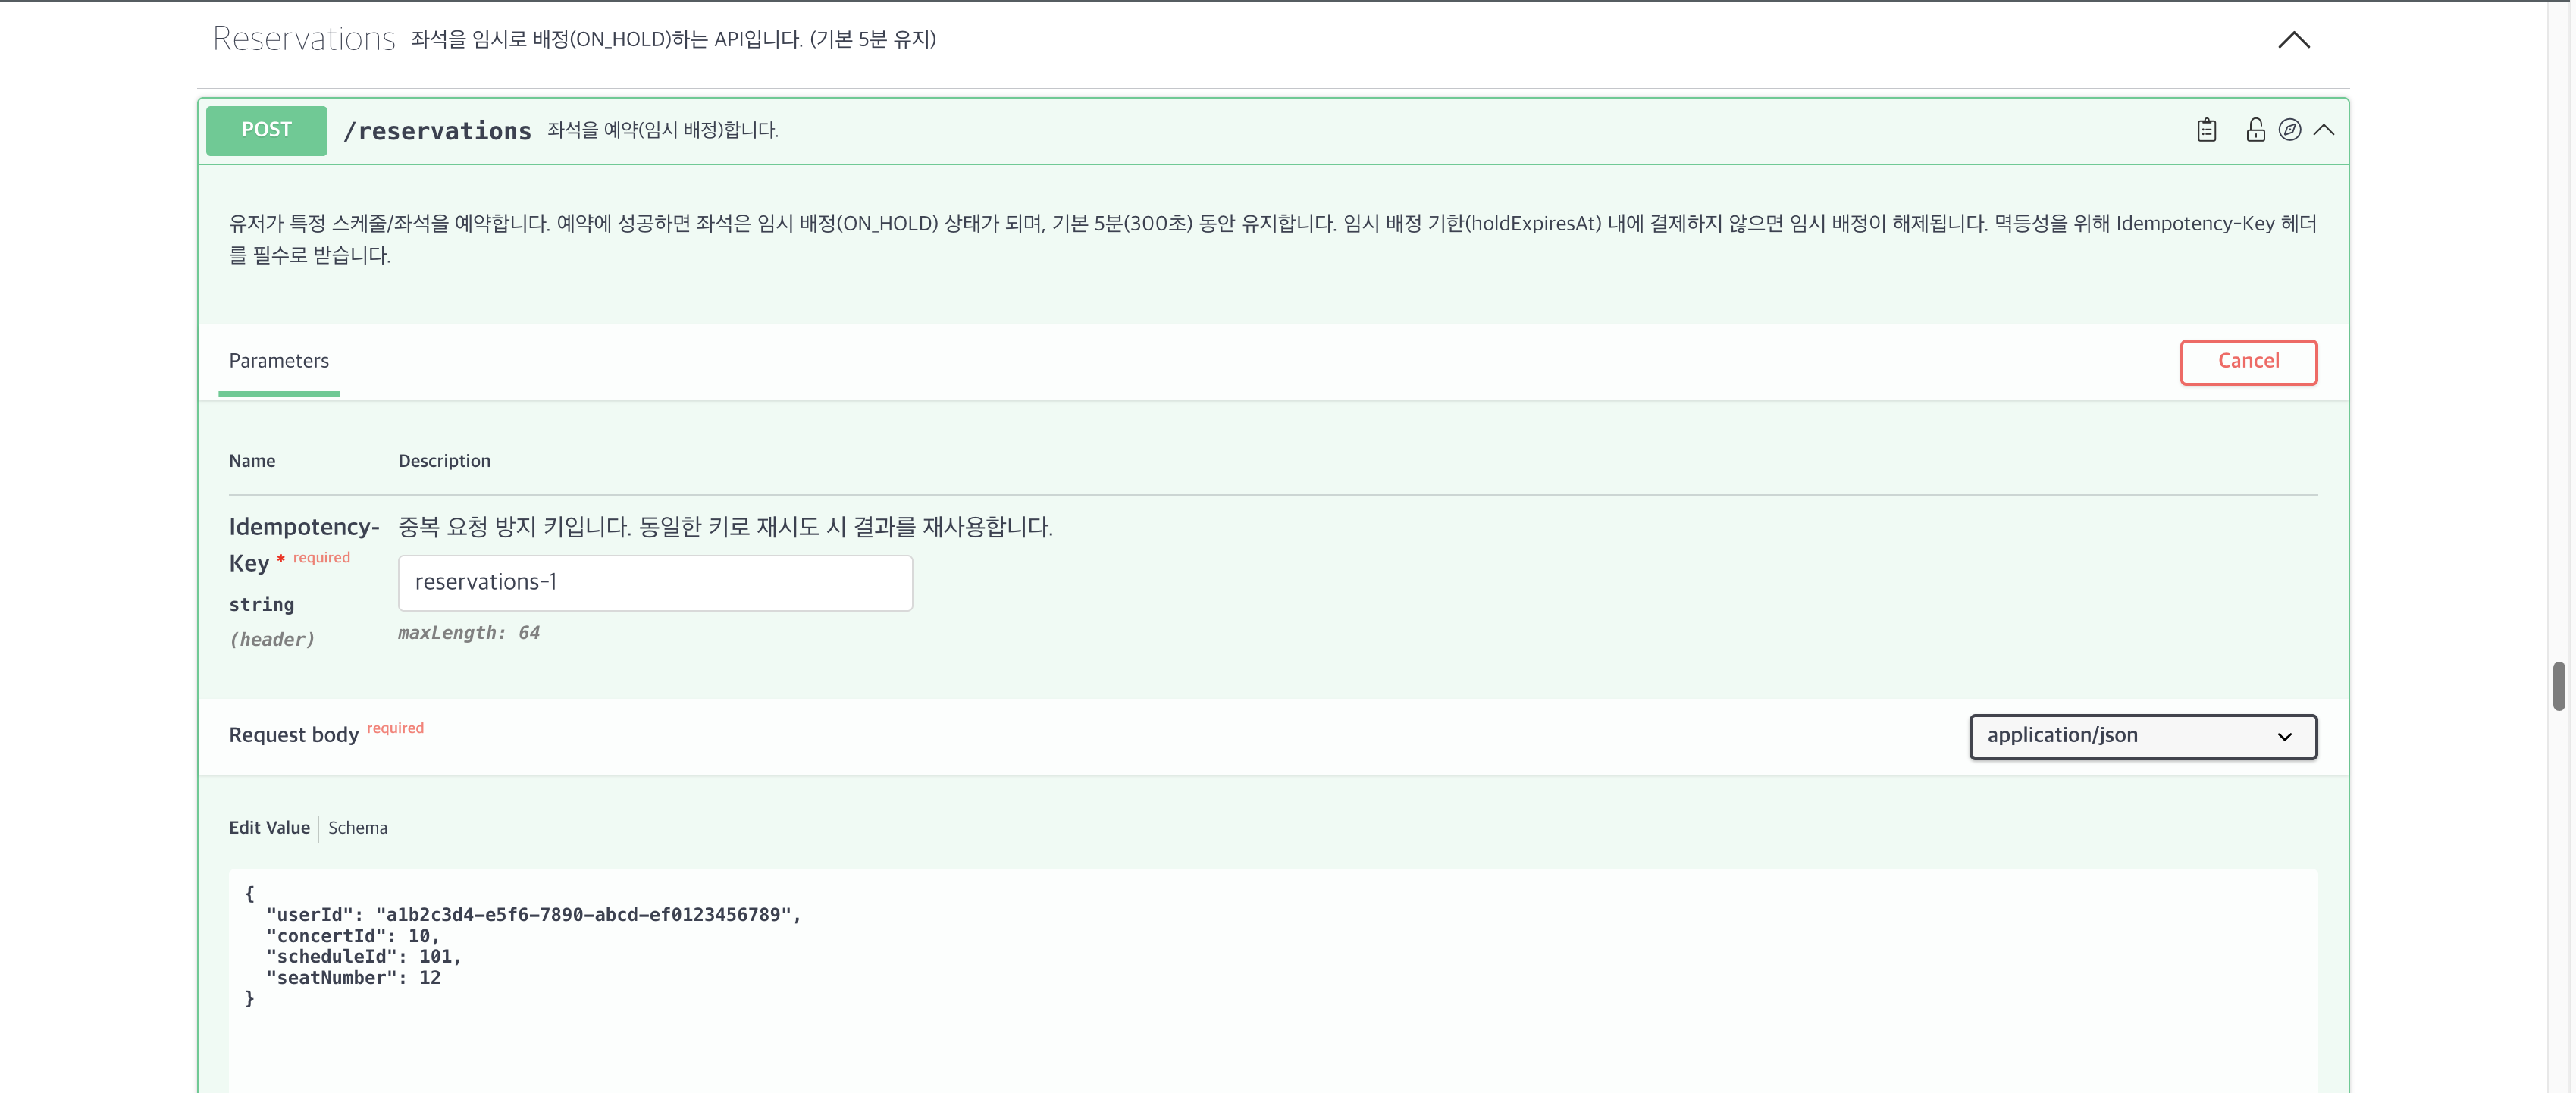 Reservations 좌석을 임시로 배정(ON_HOLD)하는 API입니다. (기본 5분 유지)
POST /reservations 좌석을 예약(임시 배정)합니다.
유저가 특정 스케줄/좌석을 예약합니다. 예약에 성공하면 좌석은 임시 배정(ON_HOLD) 상태가 되며, 기본 5분(300초) 동안 유지합니다. 임시 배정 기한(holdExpiresAt) 내에 결제하지 않으면 임시 배정이 해제됩니다. 멱등성을 위해 Idempotency-Key 헤더
를 필수로 받습니다.
Parameters
Cancel
Name Description
Idempotency-
Key * required
string
(header)
중복 요청 방지 키입니다. 동일한 키로 재시도 시 결과를 재사용합니다.
reservations-1
maxLength: 64
Request body required
application/json
Edit Value Schema
{
"userId": "a1b2c3d4-e5f6-7890-abcd-ef0123456789",
"concertId": 10,
"scheduleId": 101,
"seatNumber": 12
}